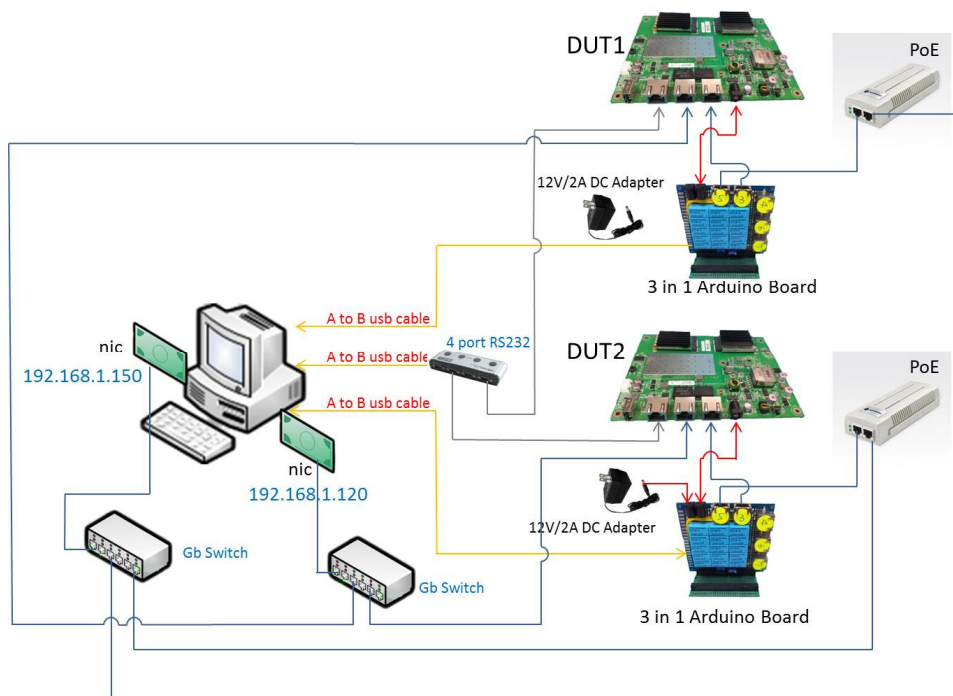 DUT1
PoE
12V/2A DC Adapter
3 in 1 Arduino Board
A to B usb cable
4 port RS232
DUT2
nic
A to B usb cable
PoE
192.168.1.150
A to B usb cable
nic
192.168.1.120
12V/2A DC Adapter
Gb Switch
Gb Switch
3 in 1 Arduino Board